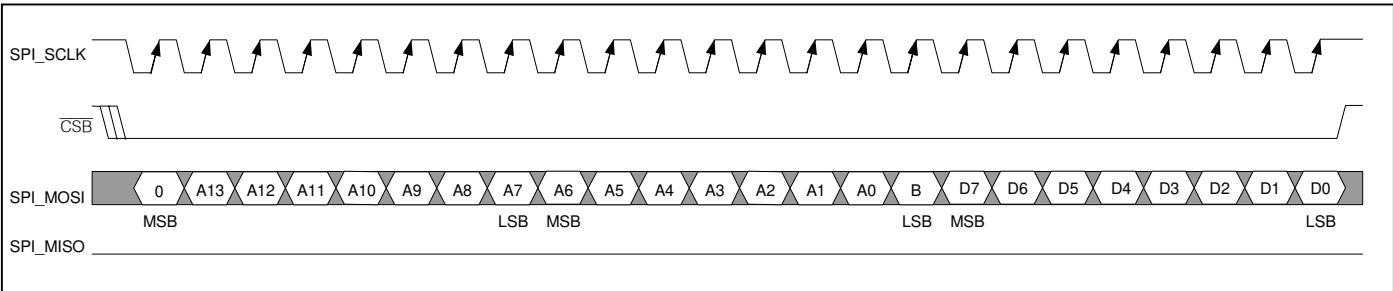 SPI_SCLK
CSB
SPI_MOSI 0 A13 A12 A11 A10 A9 A8 A7 A6 A5 A4 A3 A2 A1 A0 B D7 D6 D5 D4 D3 D2 D1 D0
MSB LSB MSB LSB MSB LSB
SPI_MISO